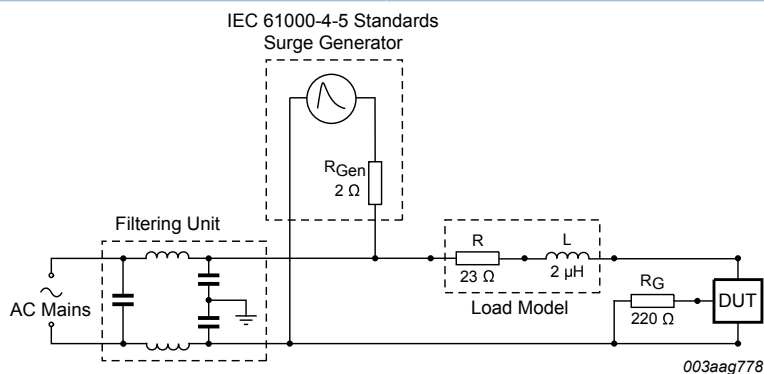 IEC 61000-4-5 Standards
Surge Generator
RGen
2 Ω
Filtering Unit
AC Mains
R
23 Ω
L
2 μH
Load Model
RG
220 Ω
DUT
003aag778